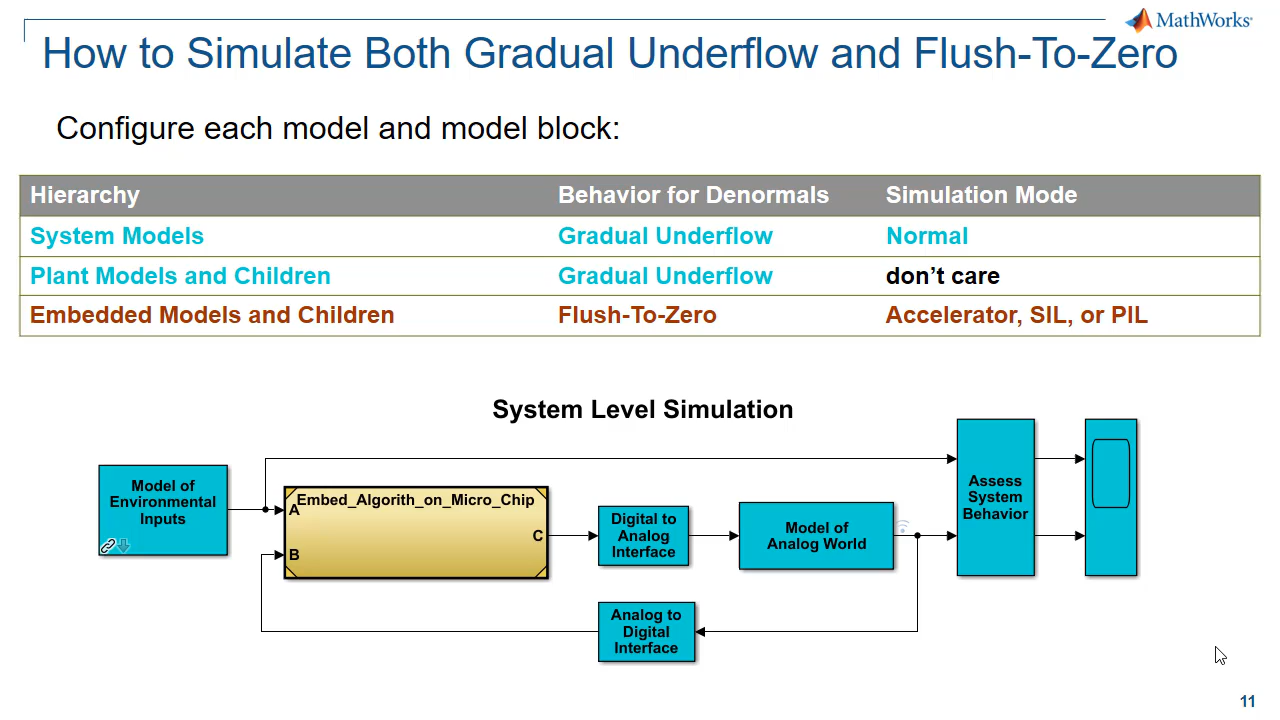 MathWorks®
How to Simulate Both Gradual Underflow and Flush-To-Zero
Configure each model and model block:
Hierarchy Behavior for Denormals Simulation Mode
System Models Gradual Underflow Normal
Plant Models and Children Gradual Underflow don’t care
Embedded Models and Children Flush-To-Zero Accelerator, SIL, or PIL
System Level Simulation
Model of
Environmental
Inputs
Embed_Algorith_on_Micro_Chip
A
B
C
Digital to
Analog
Interface
Model of
Analog World
Assess
System
Behavior
Analog to
Digital
Interface
11